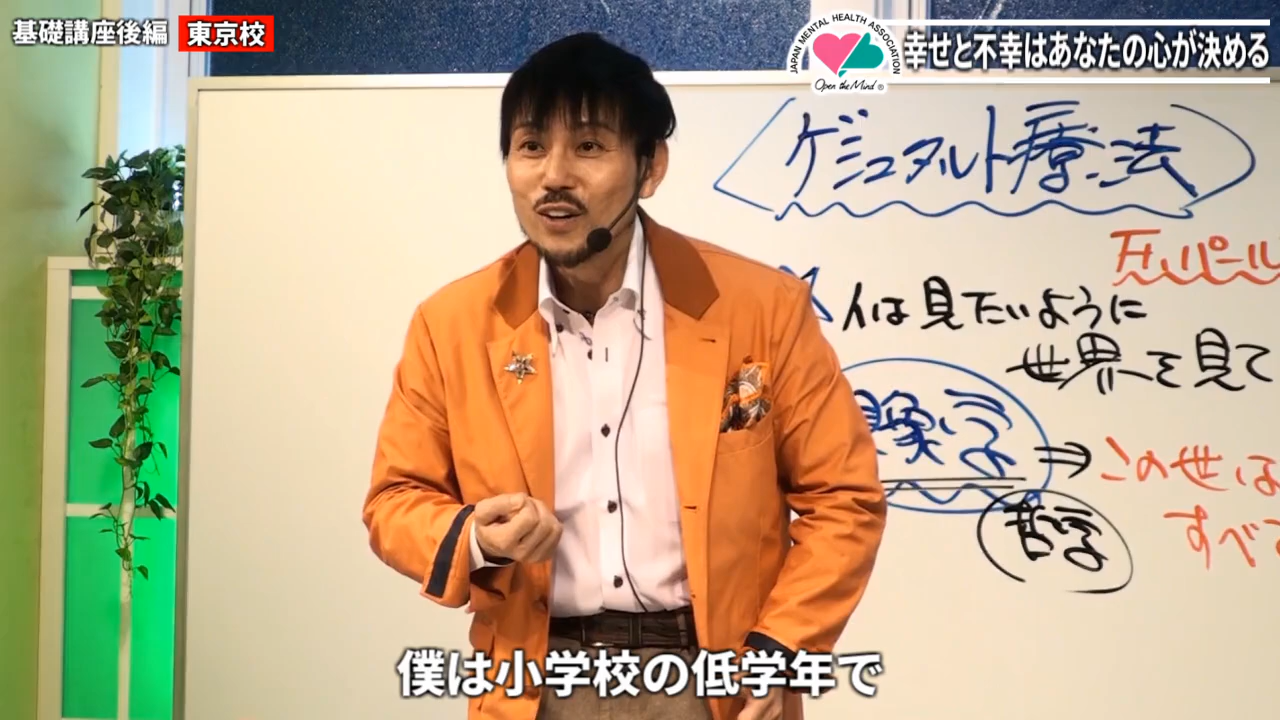 基礎講座後編 東京校
JAPAN MENTAL HEALTH ASSOCIATION
Open the Mind®
幸せと不幸はあなたの心が決める
ゲシュタルト療法
人は見たいように
世界を見て
象学 ⇒ この世は
哲学 すべて
僕は小学校の低学年で